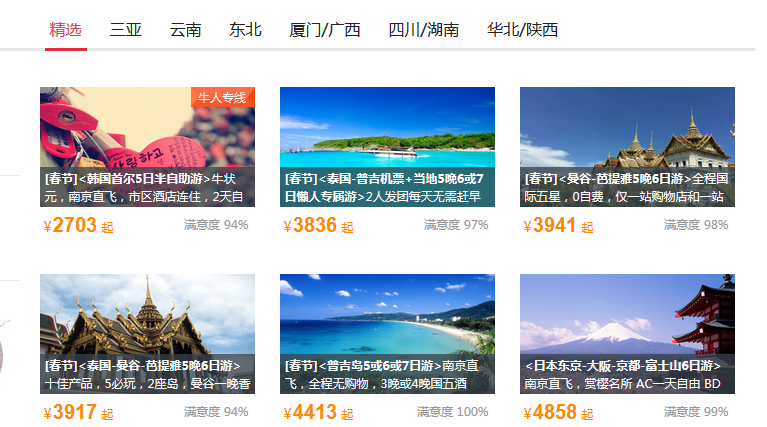 精选 三亚 云南 东北 厦门/广西 四川/湖南 华北/陕西
牛人专线
[春节]<韩国首尔5日半自助游>牛状
元，南京直飞，市区酒店连住，2天自
¥2703 起 满意度 94%
[春节]<泰国-普吉机票+当地5晚6或7
日懒人专属游>2人发团每天无需赶早
¥3836 起 满意度 97%
[春节]<曼谷-芭提雅5晚6日游>全程国
际五星，0自费，仅一站购物店和一站
¥3941 起 满意度 98%
[春节]<泰国-曼谷-芭提雅5晚6日游>
十佳产品，5必玩，2座岛，曼谷一晚香
¥3917 起 满意度 94%
[春节]<普吉岛5或6或7日游>南京直
飞，全程无购物，3晚或4晚国五酒
¥4413 起 满意度 100%
<日本东京-大阪-京都-富士山6日游>
南京直飞，赏樱名所 AC一天自由 BD
¥4858 起 满意度 99%